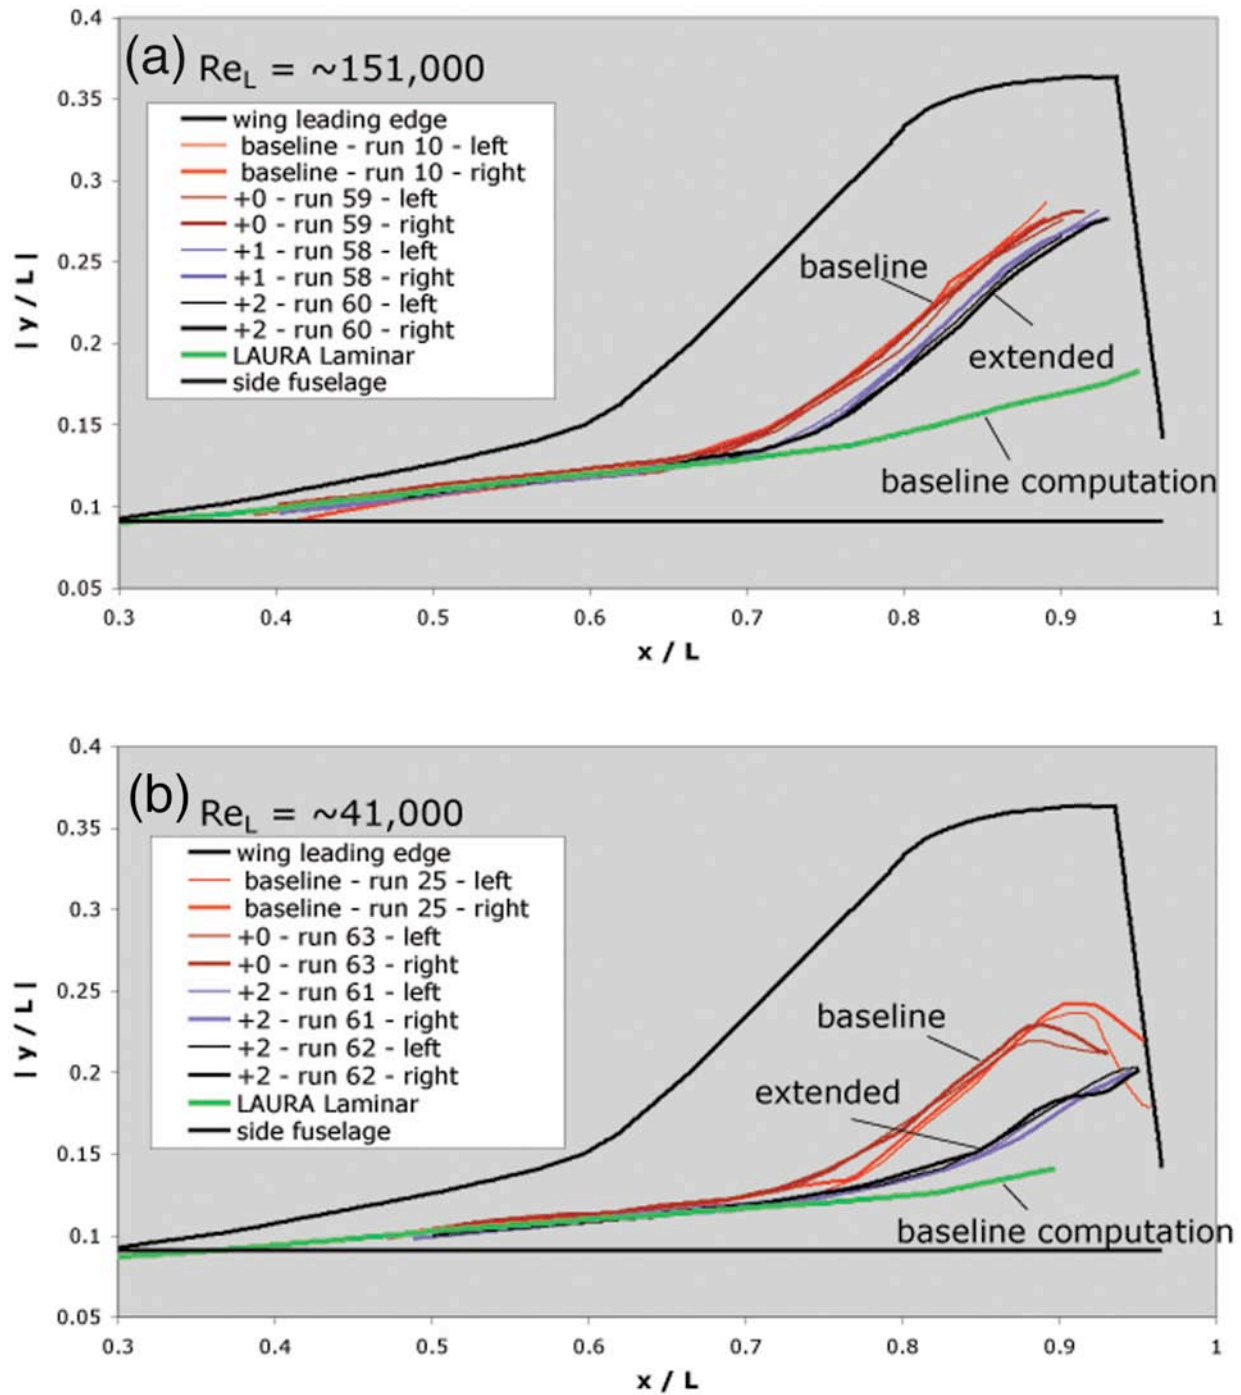 (a) Re_L = ~151,000
wing leading edge
baseline - run 10 - left
baseline - run 10 - right
+0 - run 59 - left
+0 - run 59 - right
+1 - run 58 - left
+1 - run 58 - right
+2 - run 60 - left
+2 - run 60 - right
LAURA Laminar
side fuselage
baseline
extended
baseline computation
0.4
0.35
0.3
0.25
0.2
0.15
0.1
0.05
| y / L |
0.3 0.4 0.5 0.6 0.7 0.8 0.9 1
x / L
(b) Re_L = ~41,000
wing leading edge
baseline - run 25 - left
baseline - run 25 - right
+0 - run 63 - left
+0 - run 63 - right
+2 - run 61 - left
+2 - run 61 - right
+2 - run 62 - left
+2 - run 62 - right
LAURA Laminar
side fuselage
baseline
extended
baseline computation
0.4
0.35
0.3
0.25
0.2
0.15
0.1
0.05
| y / L |
0.3 0.4 0.5 0.6 0.7 0.8 0.9 1
x / L